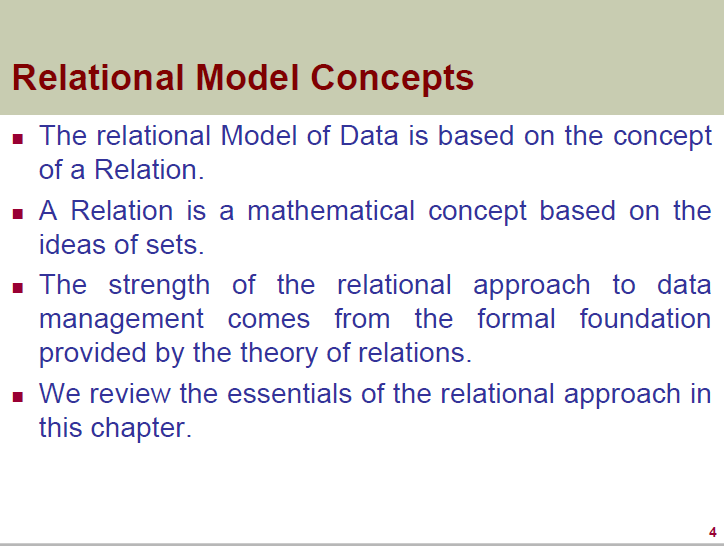 Relational Model Concepts
The relational Model of Data is based on the concept
of a Relation.
A Relation is a mathematical concept based on the
ideas of sets.
The strength of the relational approach to data
management comes from the formal foundation
provided by the theory of relations.
We review the essentials of the relational approach in
this chapter.
4